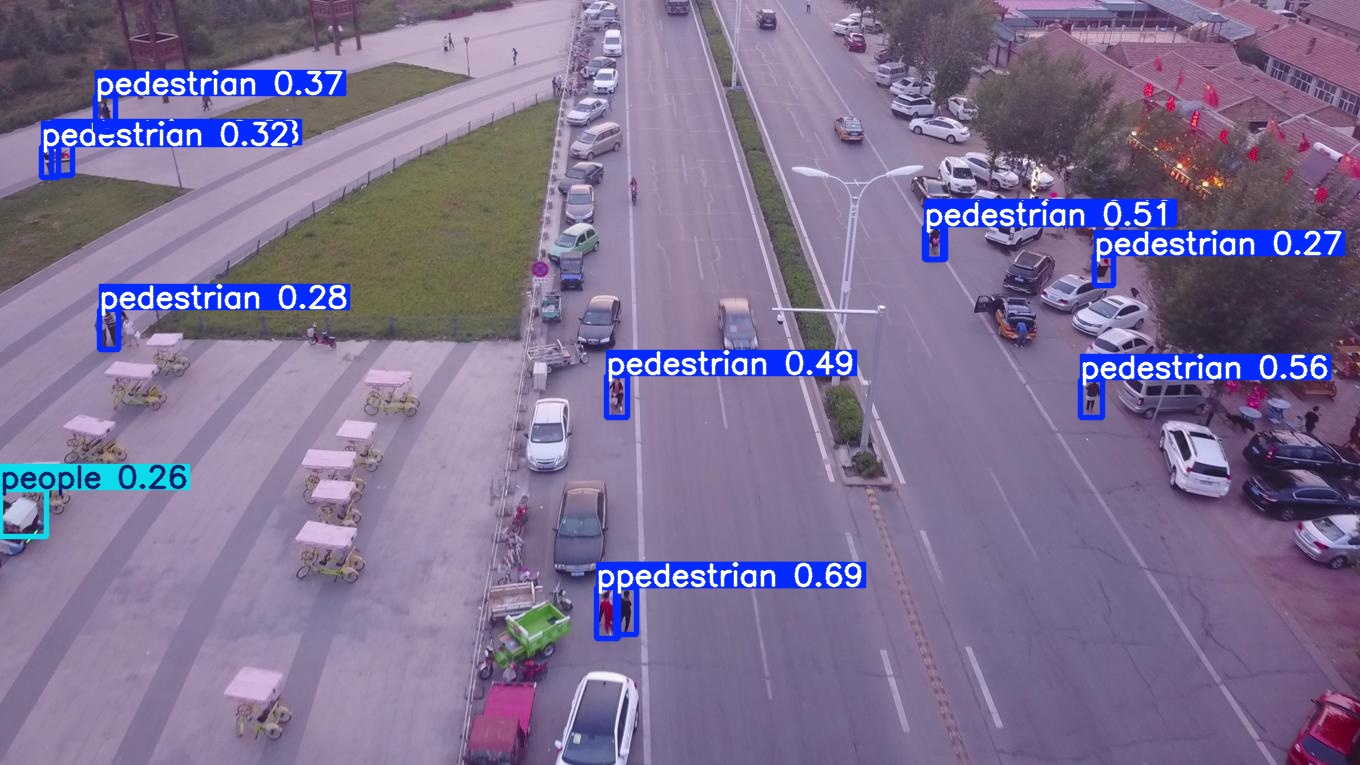 pedestrian 0.37
pedestrian 0.32
pedestrian 0.51
pedestrian 0.27
pedestrian 0.28
pedestrian 0.49
pedestrian 0.56
people 0.26
ppedestrian 0.69